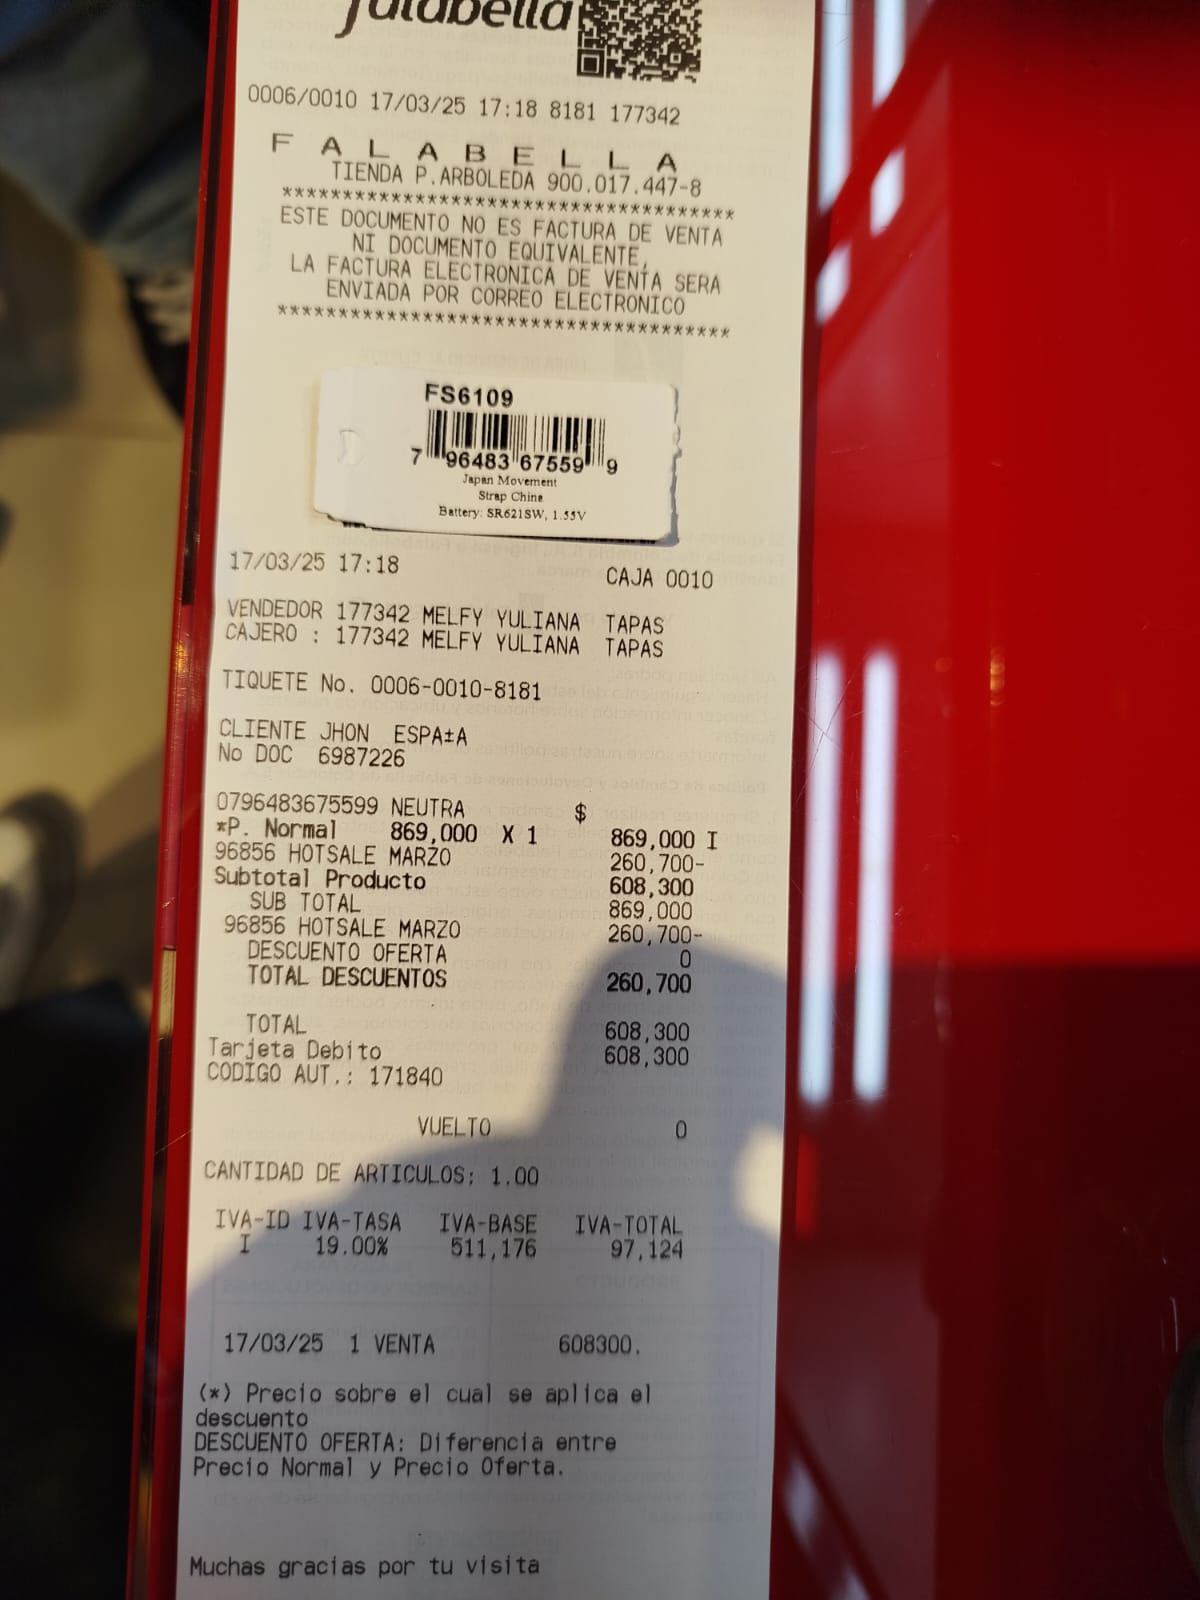 falabella
0006/0010 17/03/25 17:18 8181 177342
F A L A B E L L A
TIENDA P.ARBOLEDA 900.017.447-8
*************************************
ESTE DOCUMENTO NO ES FACTURA DE VENTA
NI DOCUMENTO EQUIVALENTE,
LA FACTURA ELECTRONICA DE VENTA SERA
ENVIADA POR CORREO ELECTRONICO
*************************************
FS6109
7 96483 67559 9
Japan Movement
Strap China
Battery: SR621SW, 1.55V
17/03/25 17:18 CAJA 0010
VENDEDOR 177342 MELFY YULIANA TAPAS
CAJERO : 177342 MELFY YULIANA TAPAS
TIQUETE No. 0006-0010-8181
CLIENTE JHON ESPA±A
No DOC 6987226
0796483675599 NEUTRA $
*P. Normal 869,000 X 1 869,000 I
96856 HOTSALE MARZO 260,700-
Subtotal Producto 608,300
SUB TOTAL 869,000
96856 HOTSALE MARZO 260,700-
DESCUENTO OFERTA 0
TOTAL DESCUENTOS 260,700
TOTAL 608,300
Tarjeta Debito 608,300
CODIGO AUT.: 171840
VUELTO 0
CANTIDAD DE ARTICULOS: 1.00
IVA-ID IVA-TASA IVA-BASE IVA-TOTAL
I 19.00% 511,176 97,124
17/03/25 1 VENTA 608300.
(*) Precio sobre el cual se aplica el
descuento
DESCUENTO OFERTA: Diferencia entre
Precio Normal y Precio Oferta.
Muchas gracias por tu visita